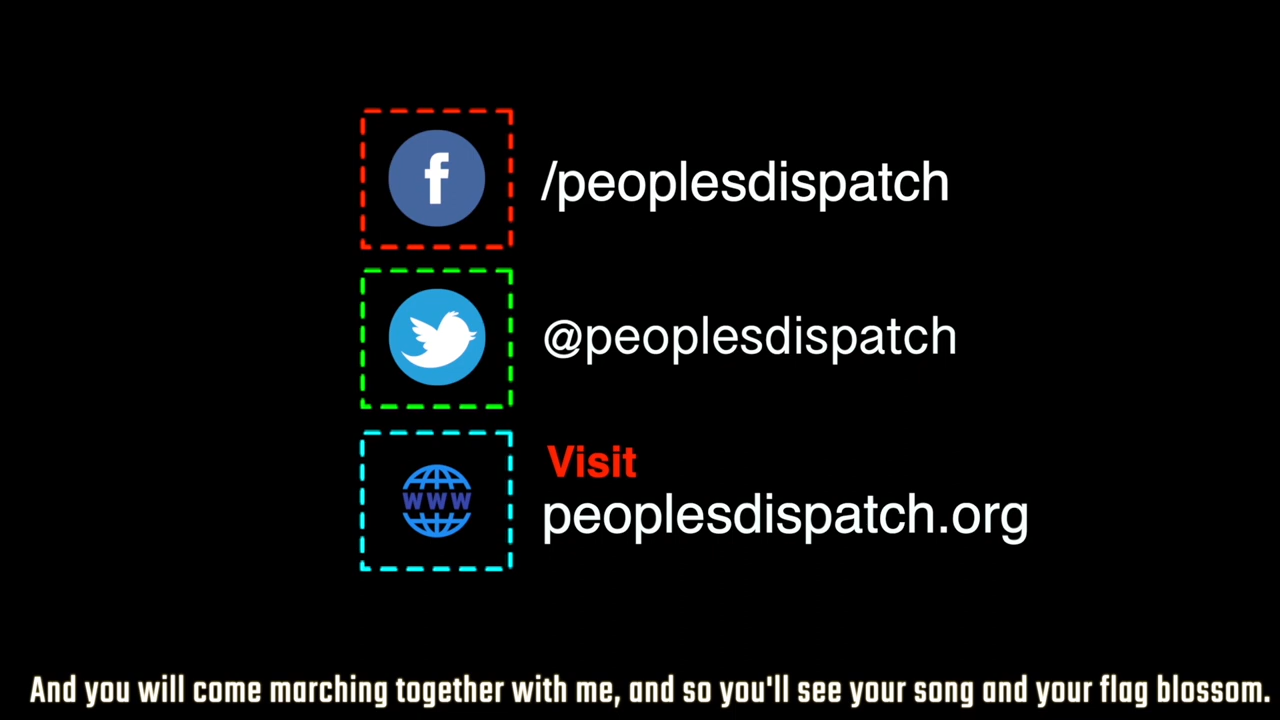 f
/peoplesdispatch
@peoplesdispatch
Visit
WWW
peoplesdispatch.org
And you will come marching together with me, and so you'll see your song and your flag blossom.